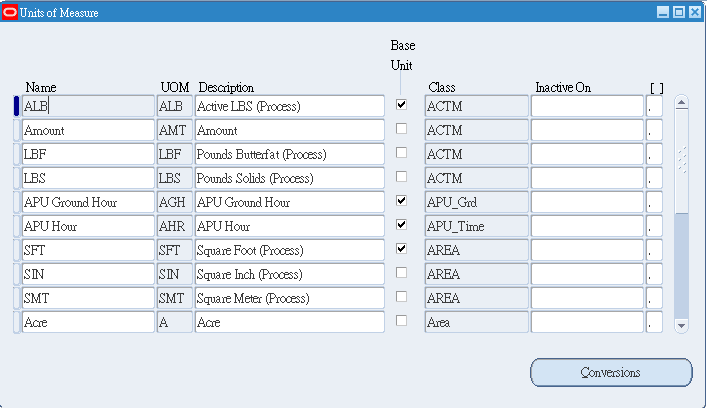 Units of Measure
Base
Unit
Name UOM Description Class Inactive On [ ]
ALB ALB Active LBS (Process) ACTM .
Amount AMT Amount ACTM .
LBF LBF Pounds Butterfat (Process) ACTM .
LBS LBS Pounds Solids (Process) ACTM .
APU Ground Hour AGH APU Ground Hour APU_Grd .
APU Hour AHR APU Hour APU_Time .
SFT SFT Square Foot (Process) AREA .
SIN SIN Square Inch (Process) AREA .
SMT SMT Square Meter (Process) AREA .
Acre A Acre Area .
Conversions